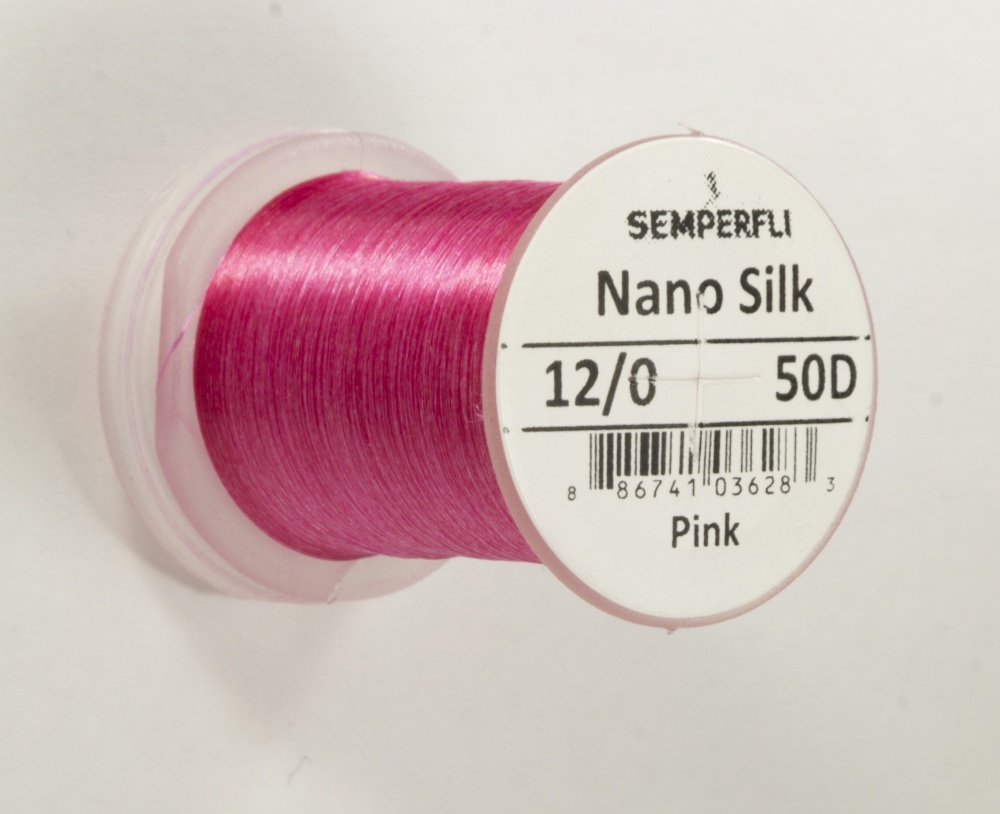 SEMPERFLI
Nano Silk
12/0 50D
8 86741 03628 3
Pink